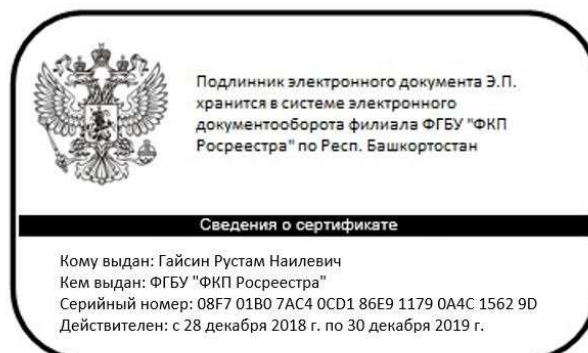 Подлинник электронного документа Э.П.
хранится в системе электронного
документооборота филиала ФГБУ "ФКП
Росреестра" по Респ. Башкортостан
Сведения о сертификате
Кому выдан: Гайсин Рустам Наилевич
Кем выдан: ФГБУ "ФКП Росреестра"
Серийный номер: 08F7 01B0 7AC4 0CD1 86E9 1179 0A4C 1562 9D
Действителен: с 28 декабря 2018 г. по 30 декабря 2019 г.